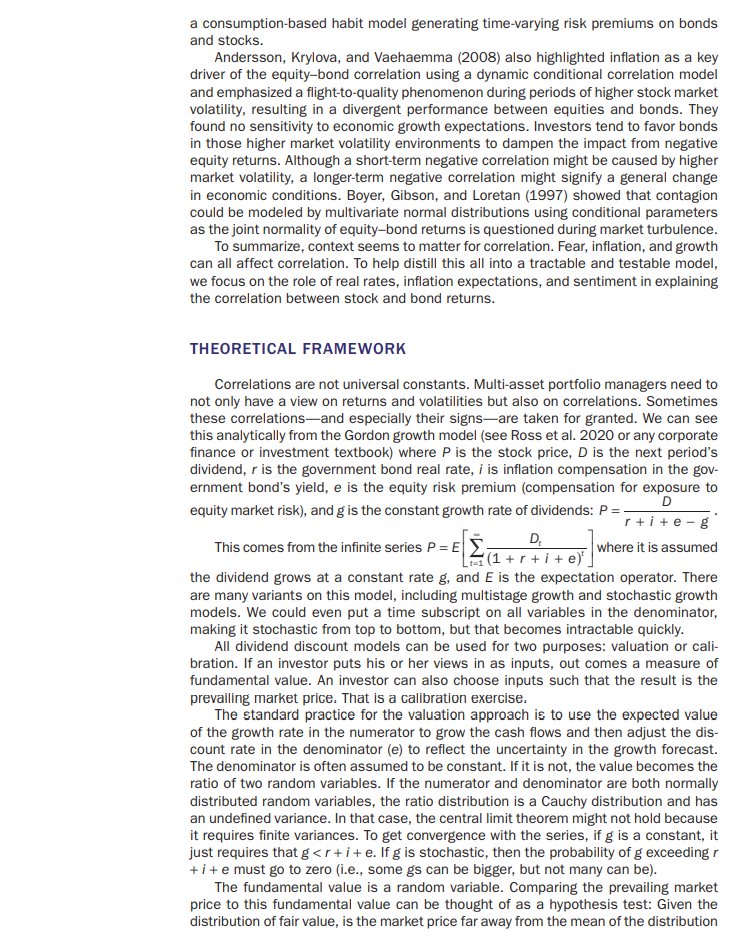 a consumption-based habit model generating time-varying risk premiums on bonds
and stocks.
Andersson, Krylova, and Vaehaemma (2008) also highlighted inflation as a key
driver of the equity–bond correlation using a dynamic conditional correlation model
and emphasized a flight-to-quality phenomenon during periods of higher stock market
volatility, resulting in a divergent performance between equities and bonds. They
found no sensitivity to economic growth expectations. Investors tend to favor bonds
in those higher market volatility environments to dampen the impact from negative
equity returns. Although a short-term negative correlation might be caused by higher
market volatility, a longer-term negative correlation might signify a general change
in economic conditions. Boyer, Gibson, and Loretan (1997) showed that contagion
could be modeled by multivariate normal distributions using conditional parameters
as the joint normality of equity–bond returns is questioned during market turbulence.
To summarize, context seems to matter for correlation. Fear, inflation, and growth
can all affect correlation. To help distill this all into a tractable and testable model,
we focus on the role of real rates, inflation expectations, and sentiment in explaining
the correlation between stock and bond returns.
THEORETICAL FRAMEWORK
Correlations are not universal constants. Multi-asset portfolio managers need to
not only have a view on returns and volatilities but also on correlations. Sometimes
these correlations—and especially their signs—are taken for granted. We can see
this analytically from the Gordon growth model (see Ross et al. 2020 or any corporate
finance or investment textbook) where P is the stock price, D is the next period's
dividend, r is the government bond real rate, i is inflation compensation in the gov-
ernment bond's yield, e is the equity risk premium (compensation for exposure to
equity market risk), and g is the constant growth rate of dividends: P = D / (r + i + e − g).
This comes from the infinite series P = E[∑_{t=1}^{∞} D_t / (1 + r + i + e)^t] where it is assumed
the dividend grows at a constant rate g, and E is the expectation operator. There
are many variants on this model, including multistage growth and stochastic growth
models. We could even put a time subscript on all variables in the denominator,
making it stochastic from top to bottom, but that becomes intractable quickly.
All dividend discount models can be used for two purposes: valuation or cali-
bration. If an investor puts his or her views in as inputs, out comes a measure of
fundamental value. An investor can also choose inputs such that the result is the
prevailing market price. That is a calibration exercise.
The standard practice for the valuation approach is to use the expected value
of the growth rate in the numerator to grow the cash flows and then adjust the dis-
count rate in the denominator (e) to reflect the uncertainty in the growth forecast.
The denominator is often assumed to be constant. If it is not, the value becomes the
ratio of two random variables. If the numerator and denominator are both normally
distributed random variables, the ratio distribution is a Cauchy distribution and has
an undefined variance. In that case, the central limit theorem might not hold because
it requires finite variances. To get convergence with the series, if g is a constant, it
just requires that g < r + i + e. If g is stochastic, then the probability of g exceeding r
+ i + e must go to zero (i.e., some gs can be bigger, but not many can be).
The fundamental value is a random variable. Comparing the prevailing market
price to this fundamental value can be thought of as a hypothesis test: Given the
distribution of fair value, is the market price far away from the mean of the distribution